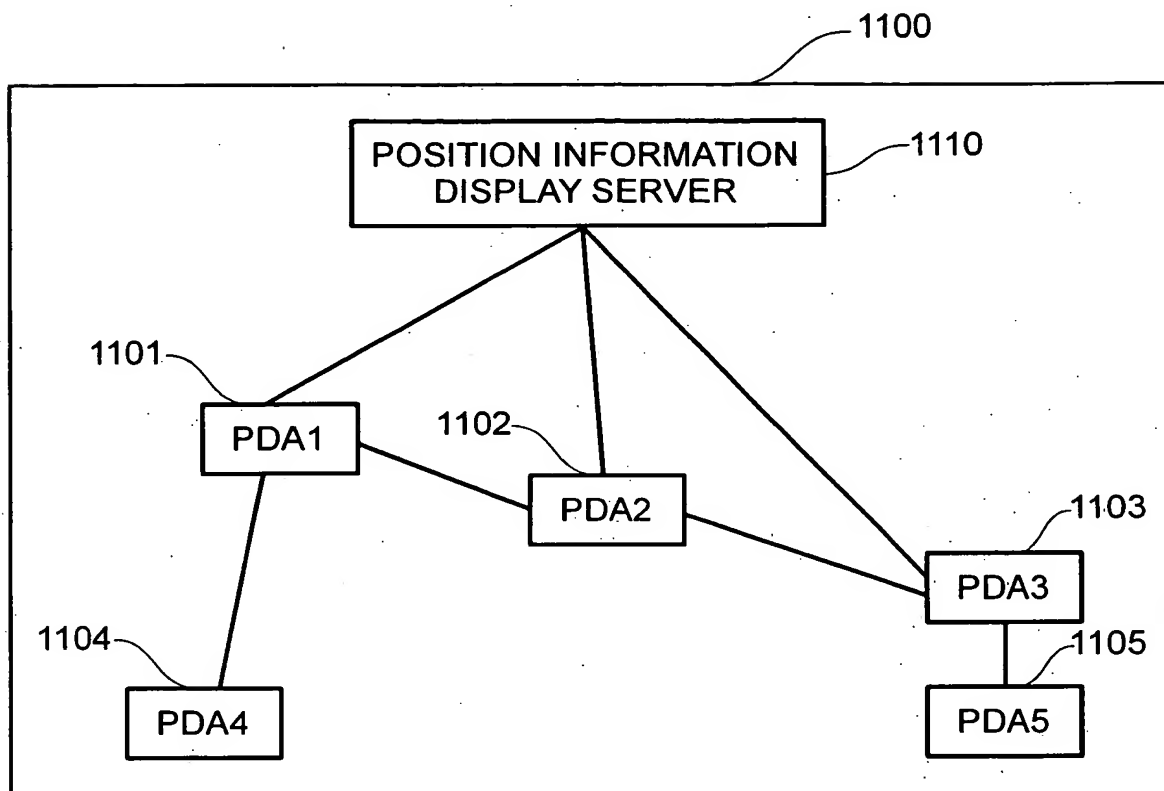 1100
POSITION INFORMATION
DISPLAY SERVER
1110
1101
PDA1
1102
PDA2
1103
PDA3
1104
PDA4
1105
PDA5